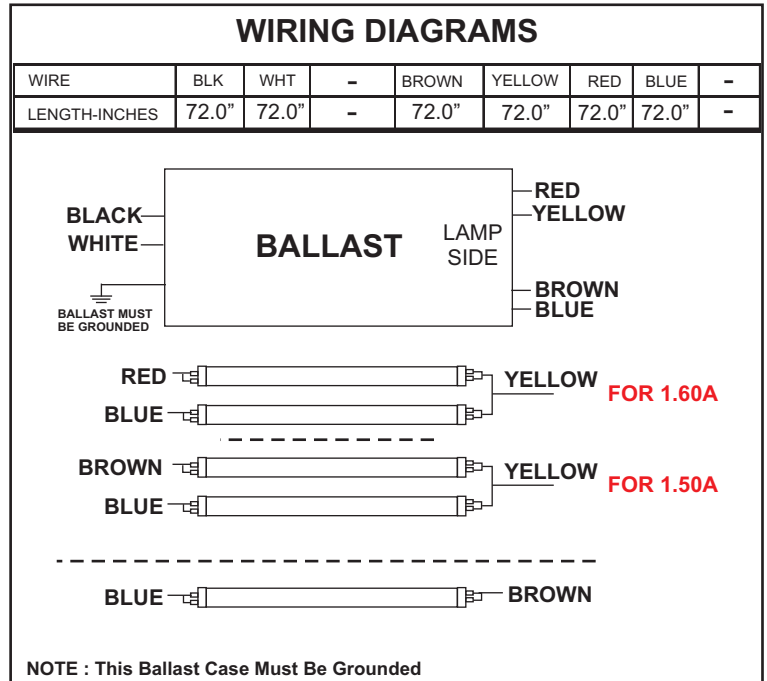 WIRING DIAGRAMS
WIRE BLK WHT - BROWN YELLOW RED BLUE -
LENGTH-INCHES 72.0” 72.0” - 72.0” 72.0” 72.0” 72.0” -
RED
BLACK
YELLOW
WHITE
BALLAST
LAMP
SIDE
BROWN
BLUE
BALLAST MUST
BE GROUNDED
RED YELLOW FOR 1.60A
BLUE
BROWN YELLOW FOR 1.50A
BLUE
BLUE BROWN
NOTE : This Ballast Case Must Be Grounded